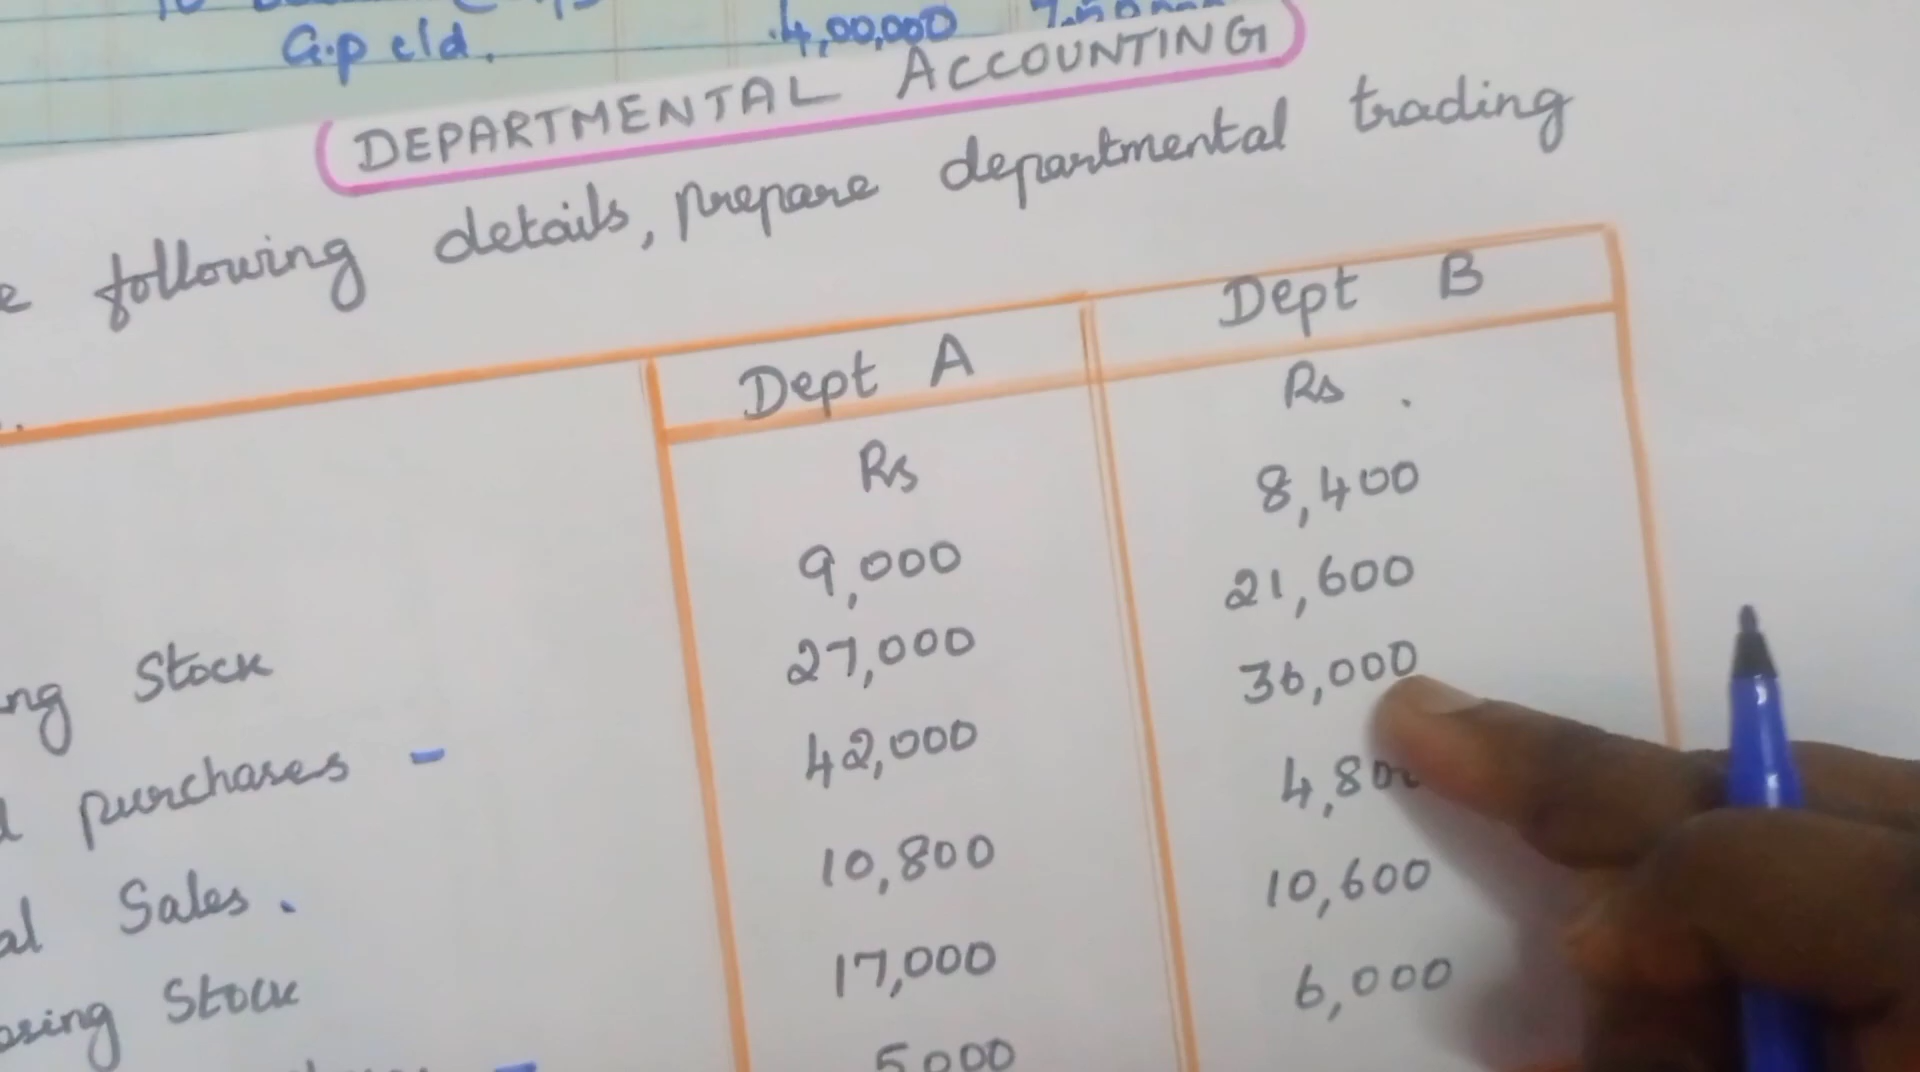 G.p c/d. 4,00,000
DEPARTMENTAL ACCOUNTING
following details, prepare departmental trading
Dept A Dept B
Rs Rs.
Stock 9,000 8,400
purchases - 27,000 21,600
Sales. 42,000 36,000
Stock 10,800 4,80
17,000 10,600
5000 6,000